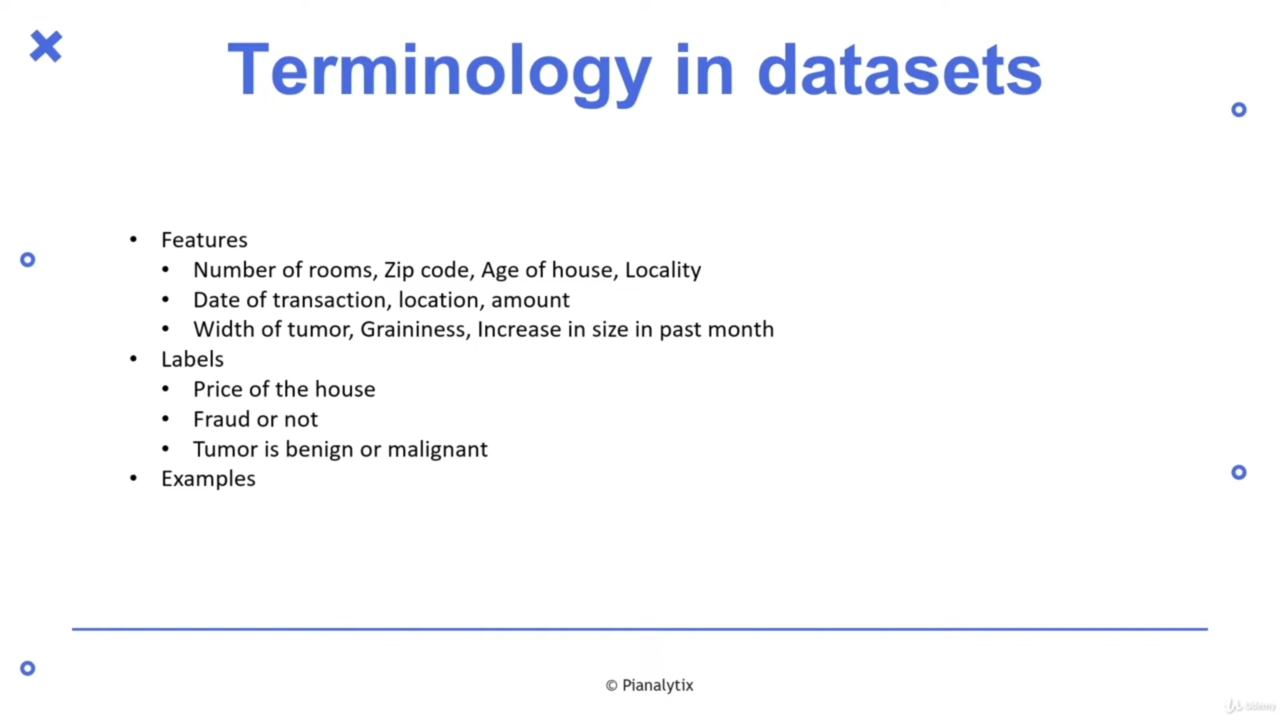 Terminology in datasets
• Features
• Number of rooms, Zip code, Age of house, Locality
• Date of transaction, location, amount
• Width of tumor, Graininess, Increase in size in past month
• Labels
• Price of the house
• Fraud or not
• Tumor is benign or malignant
• Examples
© Pianalytix
Udemy